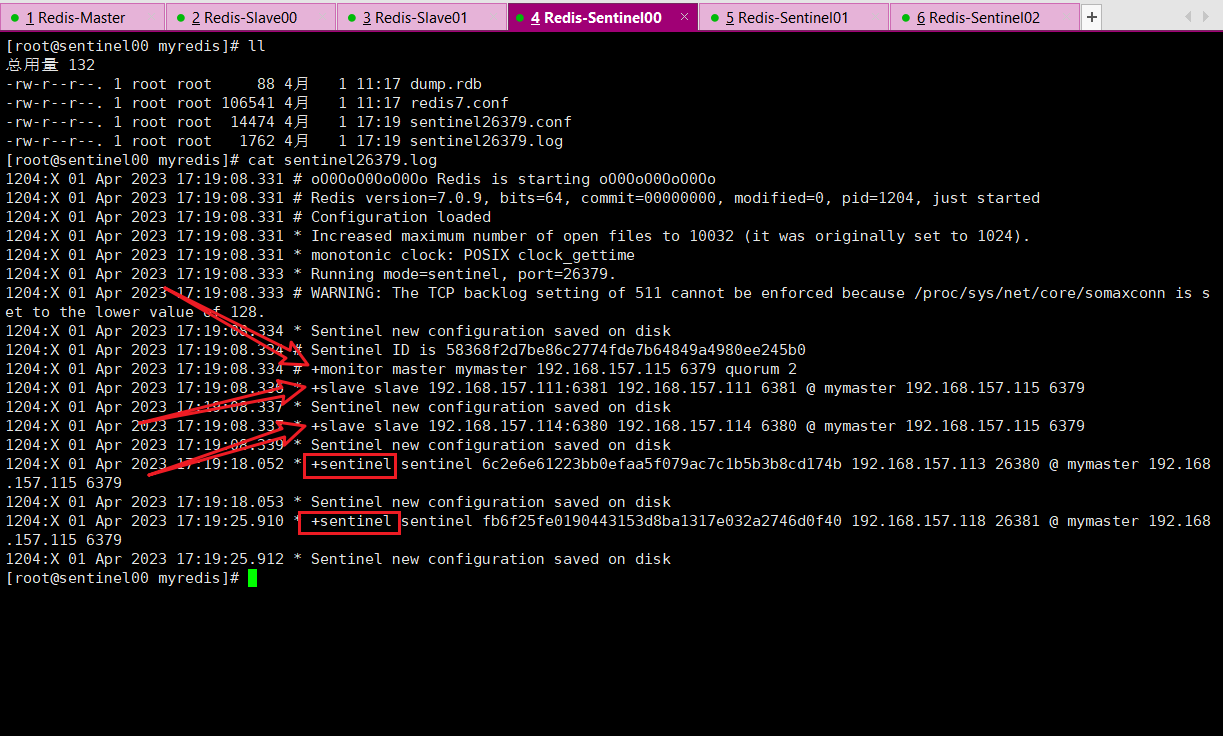 1 Redis-Master 2 Redis-Slave00 3 Redis-Slave01 4 Redis-Sentinel00 × 5 Redis-Sentinel01 6 Redis-Sentinel02 +
[root@sentinel00 myredis]# ll
总用量 132
-rw-r--r--. 1 root root     88 4月   1 11:17 dump.rdb
-rw-r--r--. 1 root root 106541 4月   1 11:17 redis7.conf
-rw-r--r--. 1 root root  14474 4月   1 17:19 sentinel26379.conf
-rw-r--r--. 1 root root   1762 4月   1 17:19 sentinel26379.log
[root@sentinel00 myredis]# cat sentinel26379.log
1204:X 01 Apr 2023 17:19:08.331 # oO0OoO0OoO0Oo Redis is starting oO0OoO0OoO0Oo
1204:X 01 Apr 2023 17:19:08.331 # Redis version=7.0.9, bits=64, commit=00000000, modified=0, pid=1204, just started
1204:X 01 Apr 2023 17:19:08.331 # Configuration loaded
1204:X 01 Apr 2023 17:19:08.331 * Increased maximum number of open files to 10032 (it was originally set to 1024).
1204:X 01 Apr 2023 17:19:08.331 * monotonic clock: POSIX clock_gettime
1204:X 01 Apr 2023 17:19:08.333 * Running mode=sentinel, port=26379.
1204:X 01 Apr 2023 17:19:08.333 # WARNING: The TCP backlog setting of 511 cannot be enforced because /proc/sys/net/core/somaxconn is s
et to the lower value of 128.
1204:X 01 Apr 2023 17:19:08.334 * Sentinel new configuration saved on disk
1204:X 01 Apr 2023 17:19:08.334 # Sentinel ID is 58368f2d7be86c2774fde7b64849a4980ee245b0
1204:X 01 Apr 2023 17:19:08.334 # +monitor master mymaster 192.168.157.115 6379 quorum 2
1204:X 01 Apr 2023 17:19:08.336 * +slave slave 192.168.157.111:6381 192.168.157.111 6381 @ mymaster 192.168.157.115 6379
1204:X 01 Apr 2023 17:19:08.337 * Sentinel new configuration saved on disk
1204:X 01 Apr 2023 17:19:08.337 * +slave slave 192.168.157.114:6380 192.168.157.114 6380 @ mymaster 192.168.157.115 6379
1204:X 01 Apr 2023 17:19:08.339 * Sentinel new configuration saved on disk
1204:X 01 Apr 2023 17:19:18.052 * +sentinel sentinel 6c2e6e61223bb0efaa5f079ac7c1b5b3b8cd174b 192.168.157.113 26380 @ mymaster 192.168
.157.115 6379
1204:X 01 Apr 2023 17:19:18.053 * Sentinel new configuration saved on disk
1204:X 01 Apr 2023 17:19:25.910 * +sentinel sentinel fb6f25fe0190443153d8ba1317e032a2746d0f40 192.168.157.118 26381 @ mymaster 192.168
.157.115 6379
1204:X 01 Apr 2023 17:19:25.912 * Sentinel new configuration saved on disk
[root@sentinel00 myredis]#